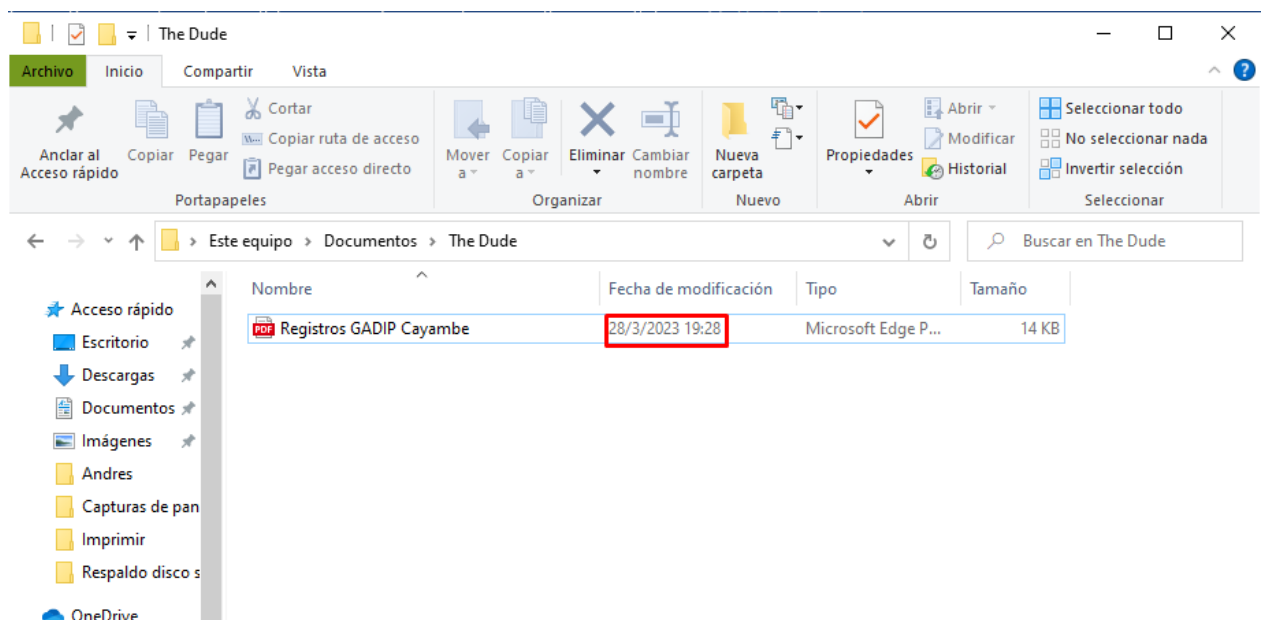 The Dude
Archivo Inicio Compartir Vista
Anclar al Acceso rápido
Copiar
Pegar
Cortar
Copiar ruta de acceso
Pegar acceso directo
Portapapeles
Mover a
Copiar a
Eliminar
Cambiar nombre
Organizar
Nueva carpeta
Nuevo
Propiedades
Abrir
Modificar
Historial
Abrir
Seleccionar todo
No seleccionar nada
Invertir selección
Seleccionar
Este equipo > Documentos > The Dude
Buscar en The Dude
Nombre Fecha de modificación Tipo Tamaño
PDF Registros GADIP Cayambe 28/3/2023 19:28 Microsoft Edge P... 14 KB
Acceso rápido
Escritorio
Descargas
Documentos
Imágenes
Andres
Capturas de pan
Imprimir
Respaldo disco s
OneDrive